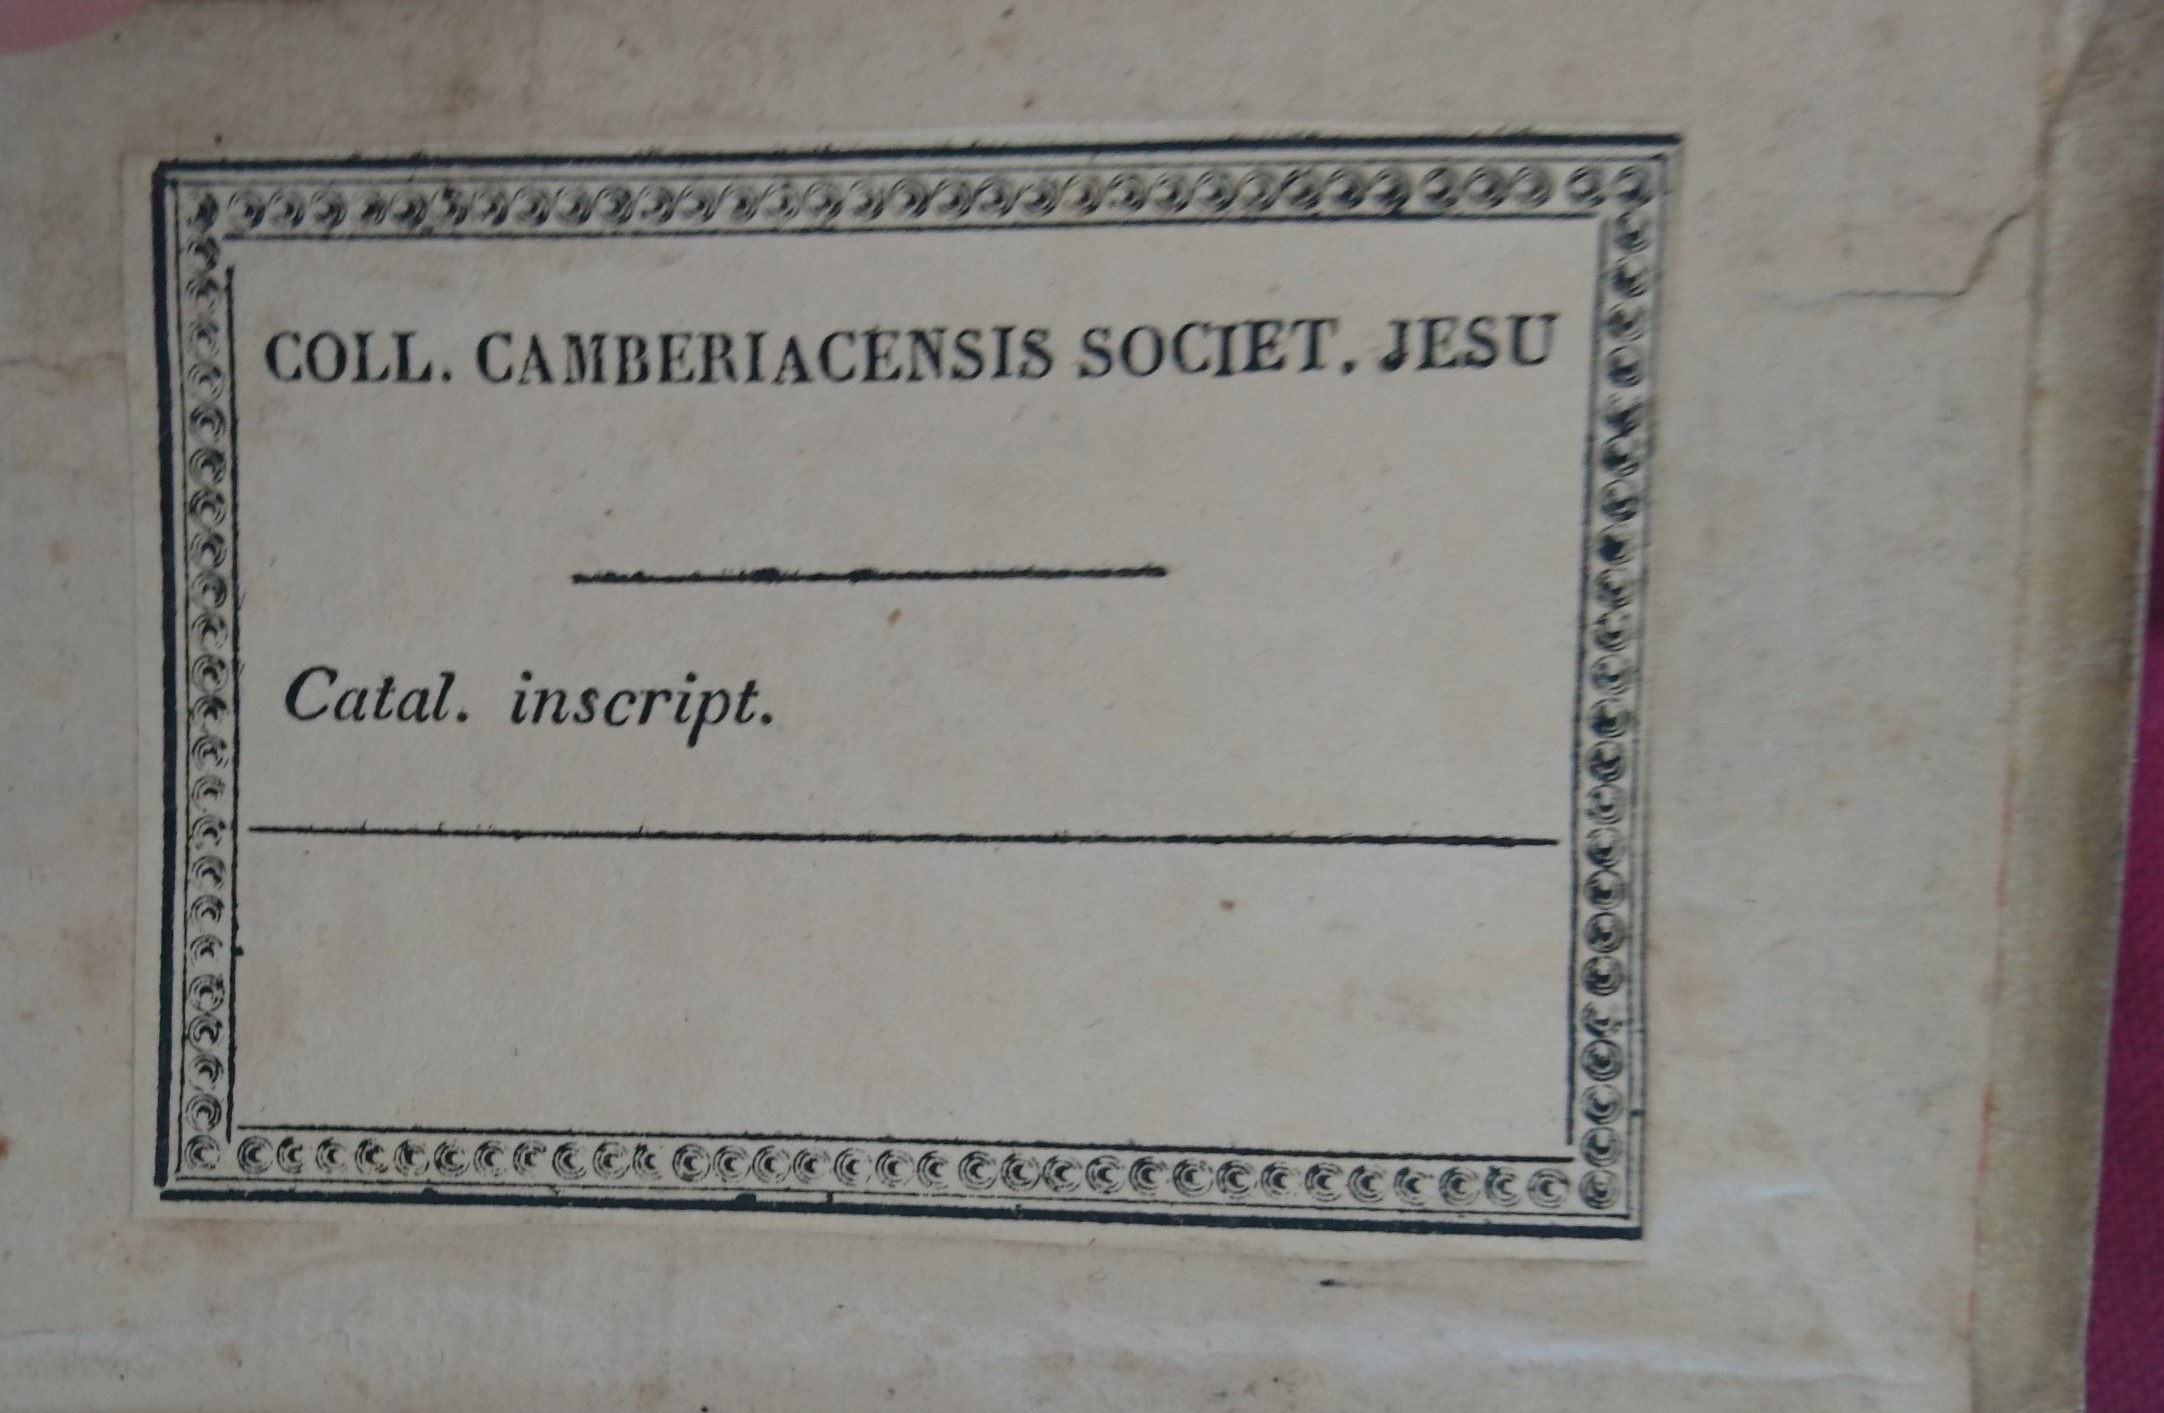 COLL. CAMBERIACENSIS SOCIET. JESU
Catal. inscript.